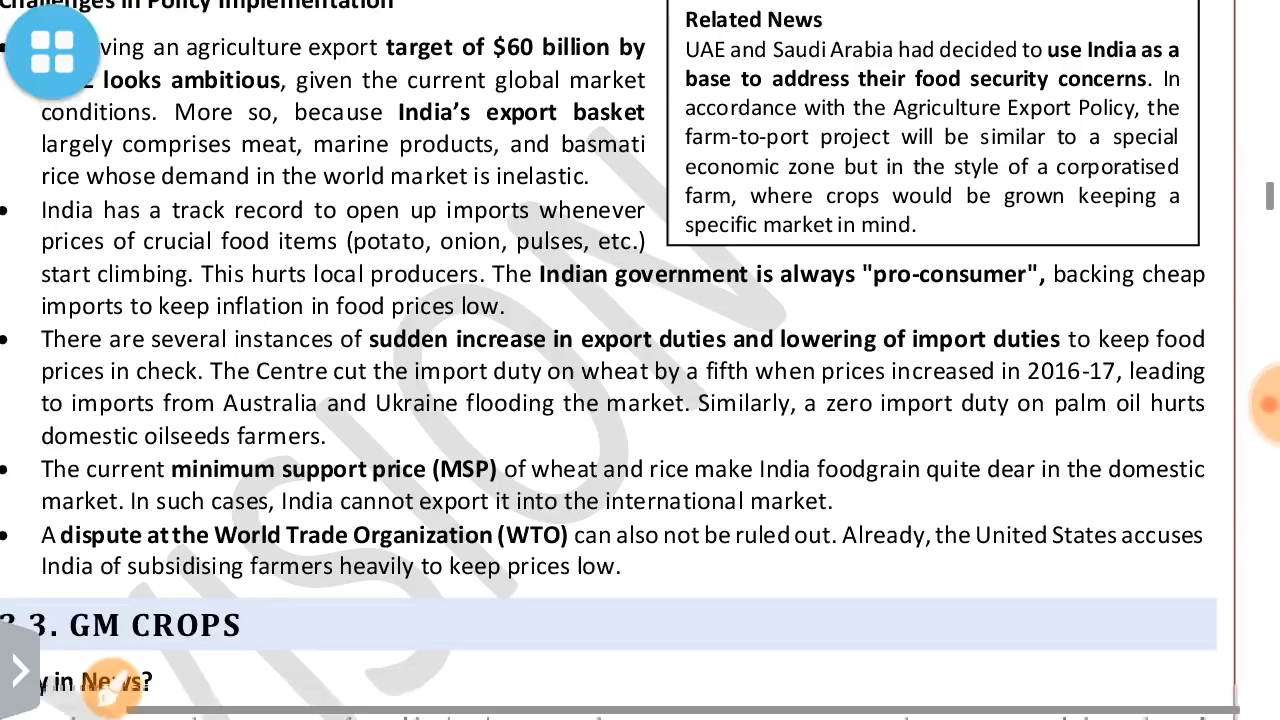 Challenges in Policy Implementation
ving an agriculture export target of $60 billion by
looks ambitious, given the current global market
conditions. More so, because India's export basket
largely comprises meat, marine products, and basmati
rice whose demand in the world market is inelastic.
• India has a track record to open up imports whenever
prices of crucial food items (potato, onion, pulses, etc.)
Related News
UAE and Saudi Arabia had decided to use India as a
base to address their food security concerns. In
accordance with the Agriculture Export Policy, the
farm-to-port project will be similar to a special
economic zone but in the style of a corporatised
farm, where crops would be grown keeping a
specific market in mind.
start climbing. This hurts local producers. The Indian government is always "pro-consumer", backing cheap
imports to keep inflation in food prices low.
• There are several instances of sudden increase in export duties and lowering of import duties to keep food
prices in check. The Centre cut the import duty on wheat by a fifth when prices increased in 2016-17, leading
to imports from Australia and Ukraine flooding the market. Similarly, a zero import duty on palm oil hurts
domestic oilseeds farmers.
• The current minimum support price (MSP) of wheat and rice make India foodgrain quite dear in the domestic
market. In such cases, India cannot export it into the international market.
• A dispute at the World Trade Organization (WTO) can also not be ruled out. Already, the United States accuses
India of subsidising farmers heavily to keep prices low.
3. GM CROPS
y in News?
VISION